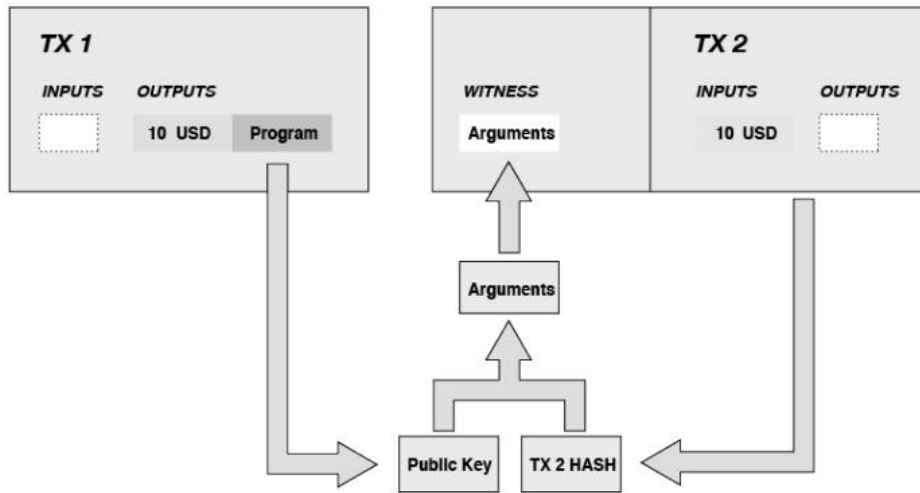 TX 1
INPUTS OUTPUTS
10 USD Program
WITNESS
Arguments
TX 2
INPUTS OUTPUTS
10 USD
Arguments
Public Key
TX 2 HASH